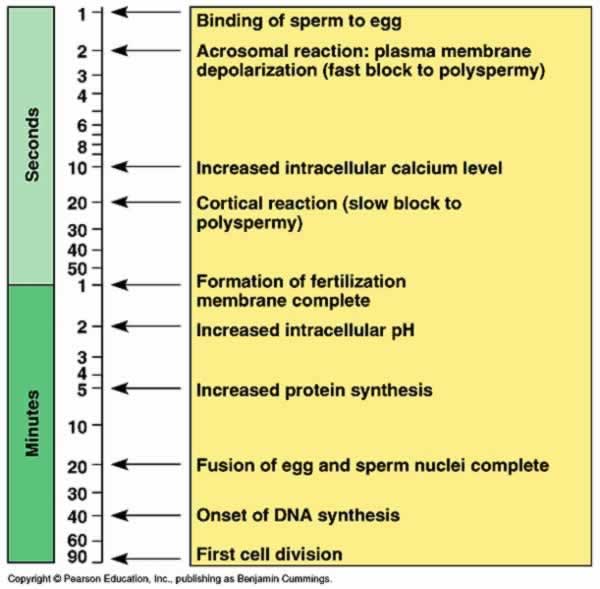 1 Binding of sperm to egg
2 Acrosomal reaction: plasma membrane
depolarization (fast block to polyspermy)
3
4
6
8
Seconds
10 Increased intracellular calcium level
20 Cortical reaction (slow block to
polyspermy)
30
40
50
1 Formation of fertilization
membrane complete
2 Increased intracellular pH
3
4
5 Increased protein synthesis
Minutes
10
20 Fusion of egg and sperm nuclei complete
30
40 Onset of DNA synthesis
60
90 First cell division
Copyright © Pearson Education, Inc., publishing as Benjamin Cummings.